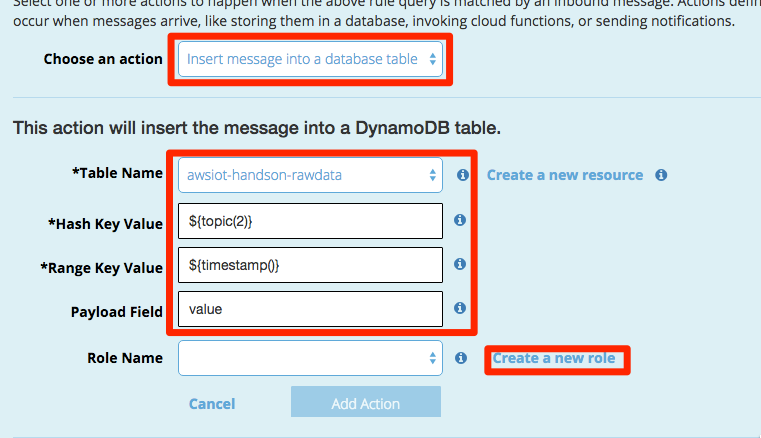 Select one or more actions to happen when the above rule query is matched by an inbound message. Actions defin
occur when messages arrive, like storing them in a database, invoking cloud functions, or sending notifications.
Choose an action Insert message into a database table
This action will insert the message into a DynamoDB table.
*Table Name awsiot-handson-rawdata Create a new resource
*Hash Key Value ${topic(2)}
*Range Key Value ${timestamp()}
Payload Field value
Role Name Create a new role
Cancel Add Action